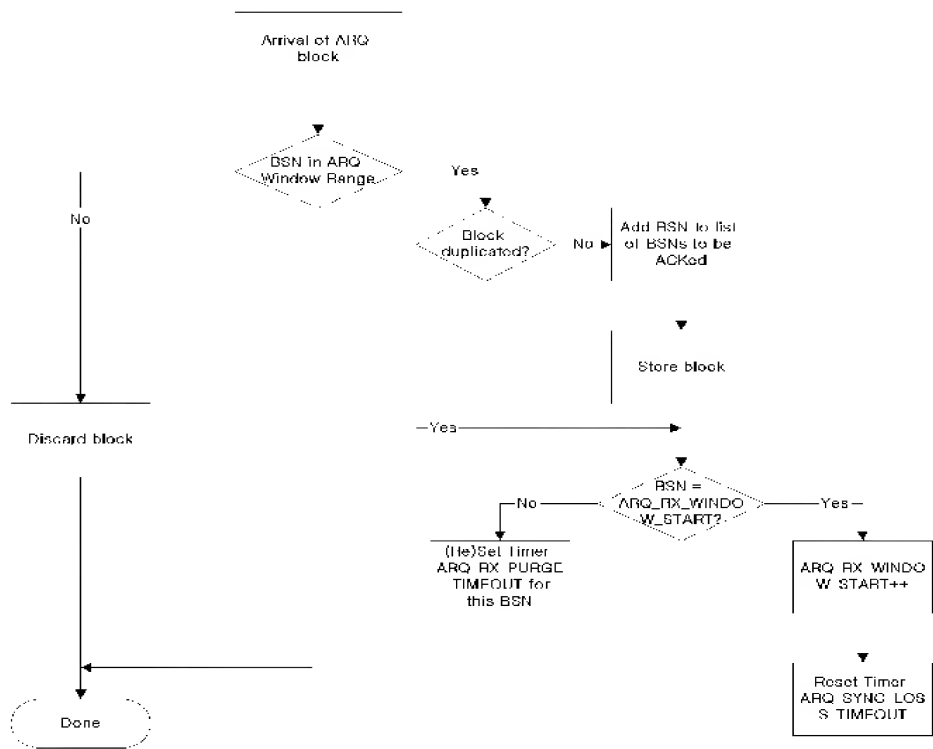 Arrival of ARQ
block
BSN in ARQ
Window Range
Yes
No
Block
duplicated?
No
Add BSN to list
of BSNs to be
ACKed
Store block
Discard block
Yes
BSN =
ARQ_RX_WINDO
W_START?
No
Yes
(Re)Set Timer
ARQ RX PURGE
TIMEOUT for
this BSN
ARQ RX WINDO
W START++
Reset Timer
ARQ SYNC LOS
S TIMEOUT
Done